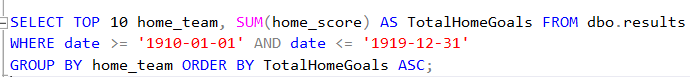 SELECT TOP 10 home_team, SUM(home_score) AS TotalHomeGoals FROM dbo.results
WHERE date >= '1910-01-01' AND date <= '1919-12-31'
GROUP BY home_team ORDER BY TotalHomeGoals ASC;